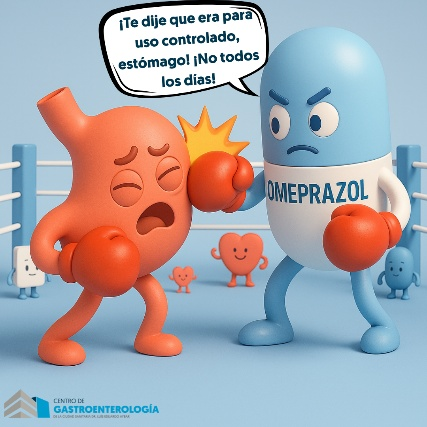 ¡Te dije que era para
uso controlado,
estómago! ¡No todos
los días!
OMEPRAZOL
CENTRO DE
GASTROENTEROLOGÍA